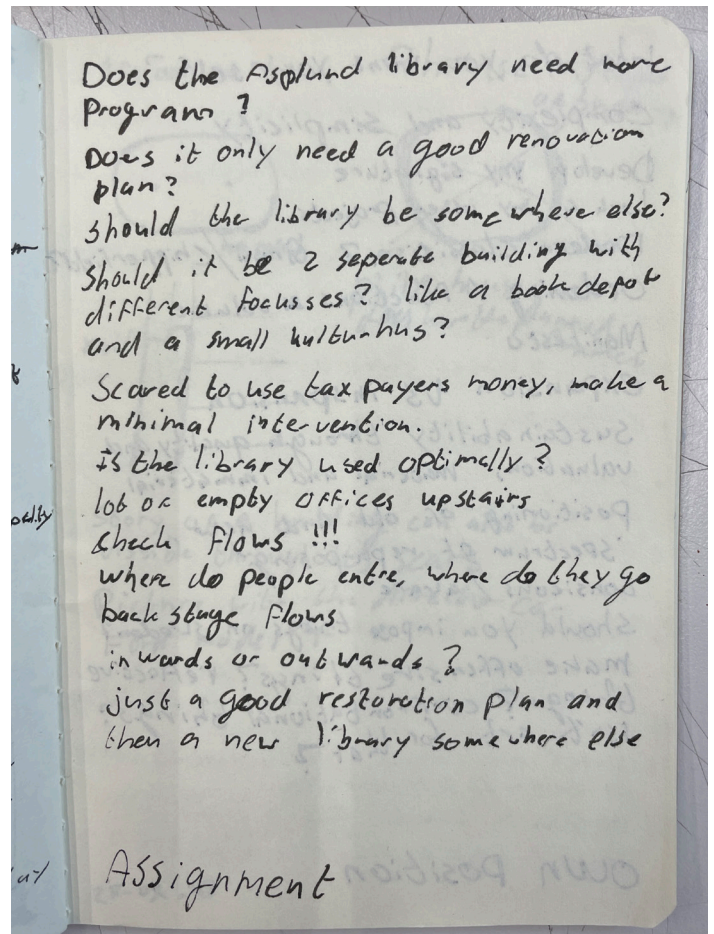 Does the Asplund library need more
program?
Does it only need a good renovation
plan?
should the library be somewhere else?
Should it be 2 seperate building with
different focusses? like a book depot
and a small kulturhus?
Scared to use tax payers money, make a
minimal intervention.
Is the library used optimally?
lot of empty offices upstairs
check flows !!!
where do people entre, where do they go
back stage flows
inwards or outwards?
just a good restoration plan and
then a new library somewhere else
Assignment